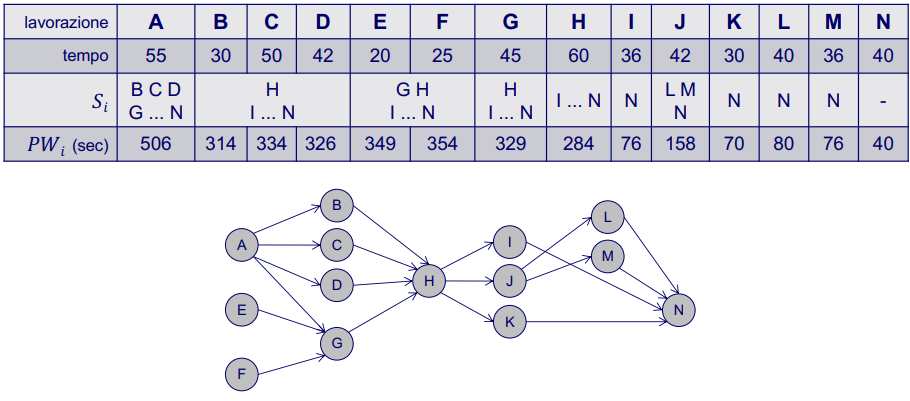 lavorazione A B C D E F G H I J K L M N
tempo 55 30 50 42 20 25 45 60 36 42 30 40 36 40
S_i B C D G ... N H I ... N G H I ... N H I ... N I ... N N L M N N N N -
PW_i (sec) 506 314 334 326 349 354 329 284 76 158 70 80 76 40
B
L
A C I M
D H J
E N
G K
F